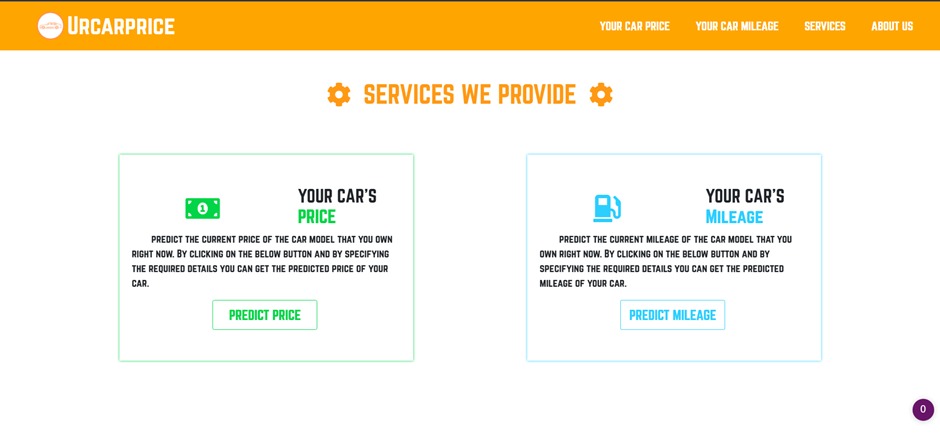 URCARPRICE
YOUR CAR PRICE YOUR CAR MILEAGE SERVICES ABOUT US
SERVICES WE PROVIDE
YOUR CAR'S
PRICE
PREDICT THE CURRENT PRICE OF THE CAR MODEL THAT YOU OWN
RIGHT NOW. BY CLICKING ON THE BELOW BUTTON AND BY SPECIFYING
THE REQUIRED DETAILS YOU CAN GET THE PREDICTED PRICE OF YOUR
CAR.
PREDICT PRICE
YOUR CAR'S
MILEAGE
PREDICT THE CURRENT MILEAGE OF THE CAR MODEL THAT YOU
OWN RIGHT NOW. BY CLICKING ON THE BELOW BUTTON AND BY
SPECIFYING THE REQUIRED DETAILS YOU CAN GET THE PREDICTED
MILEAGE OF YOUR CAR.
PREDICT MILEAGE
0